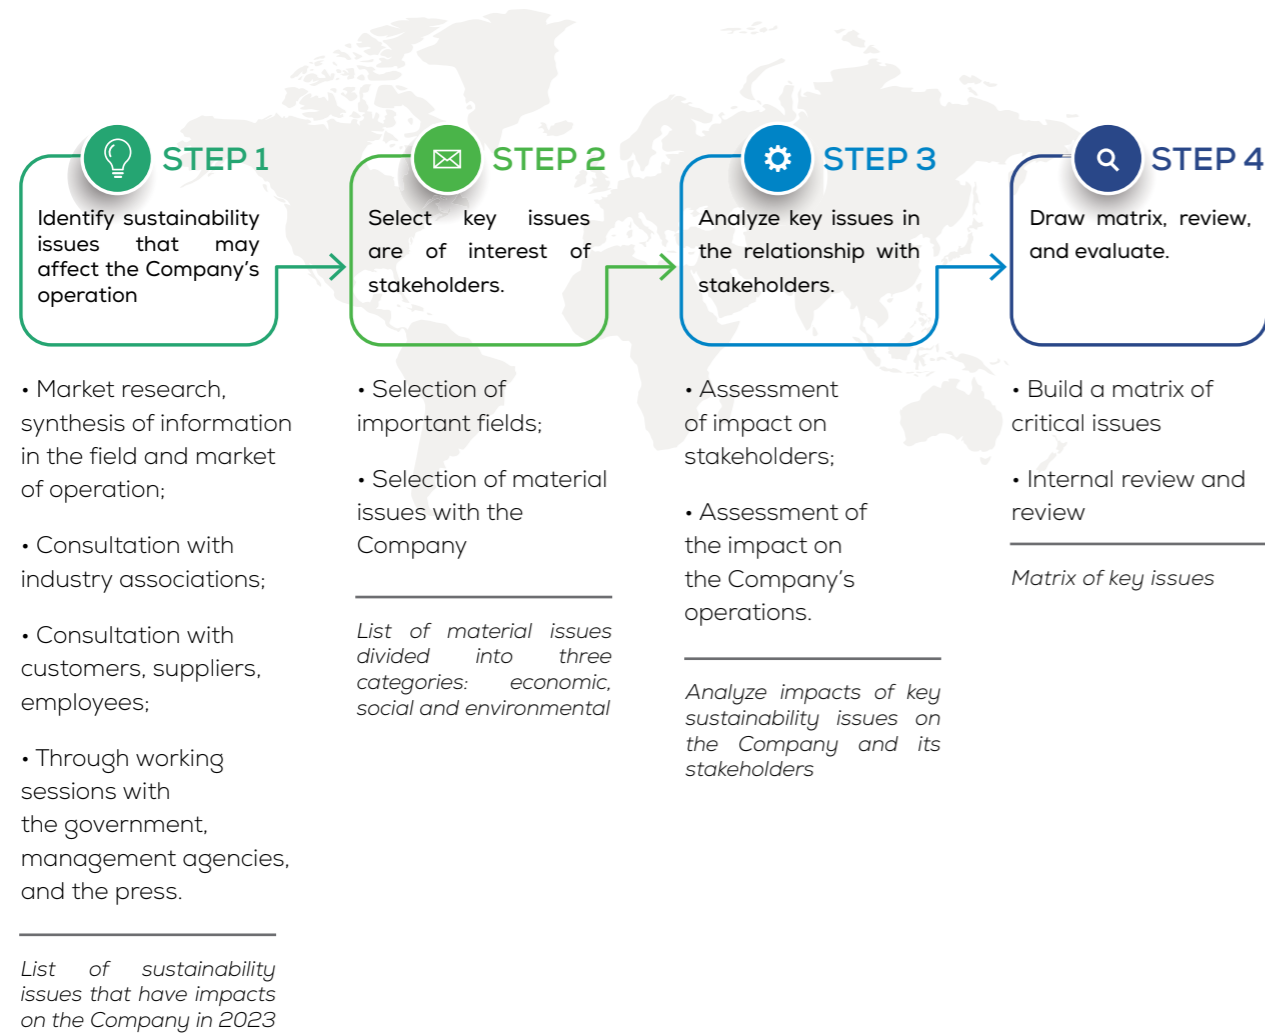 STEP 1
Identify sustainability
issues that may
affect the Company's
operation
• Market research,
synthesis of information
in the field and market
of operation;
• Consultation with
industry associations;
• Consultation with
customers, suppliers,
employees;
• Through working
sessions with
the government,
management agencies,
and the press.
List of sustainability
issues that have impacts
on the Company in 2023
STEP 2
Select key issues
are of interest of
stakeholders.
• Selection of
important fields;
• Selection of material
issues with the
Company
List of material issues
divided into three
categories: economic,
social and environmental
STEP 3
Analyze key issues in
the relationship with
stakeholders.
• Assessment
of impact on
stakeholders;
• Assessment of
the impact on
the Company's
operations.
Analyze impacts of key
sustainability issues on
the Company and its
stakeholders
STEP 4
Draw matrix, review,
and evaluate.
• Build a matrix of
critical issues
• Internal review and
review
Matrix of key issues